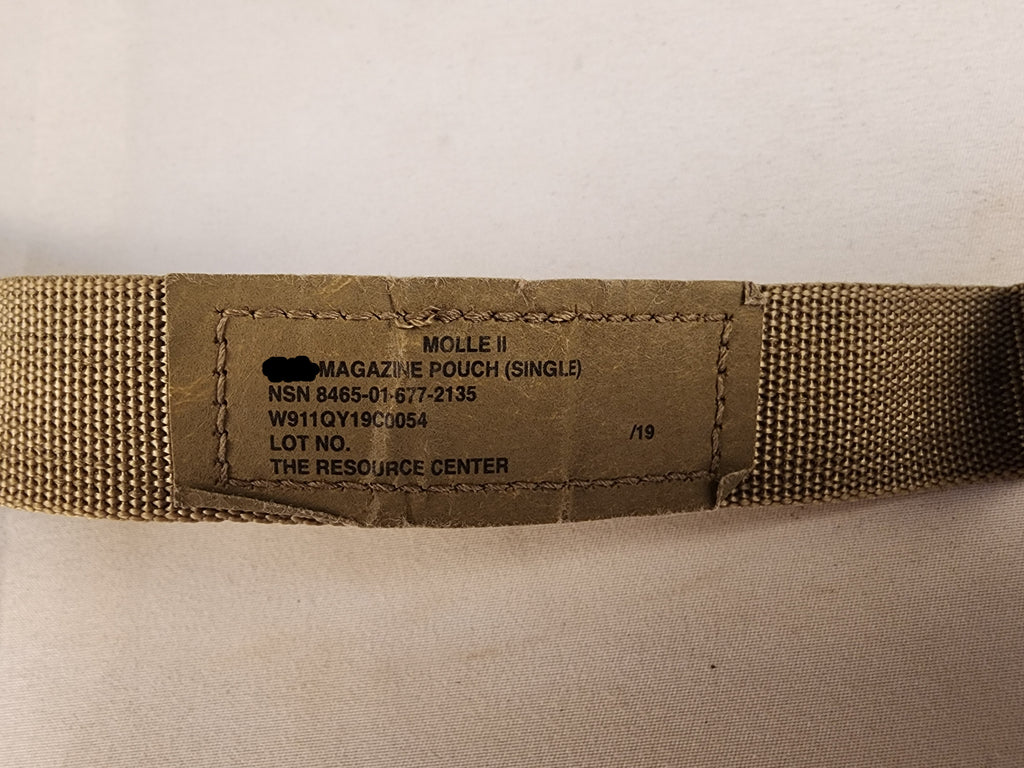 MOLLE II
MAGAZINE POUCH (SINGLE)
NSN 8465-01-677-2135
W911QY19C0054
LOT NO. /19
THE RESOURCE CENTER